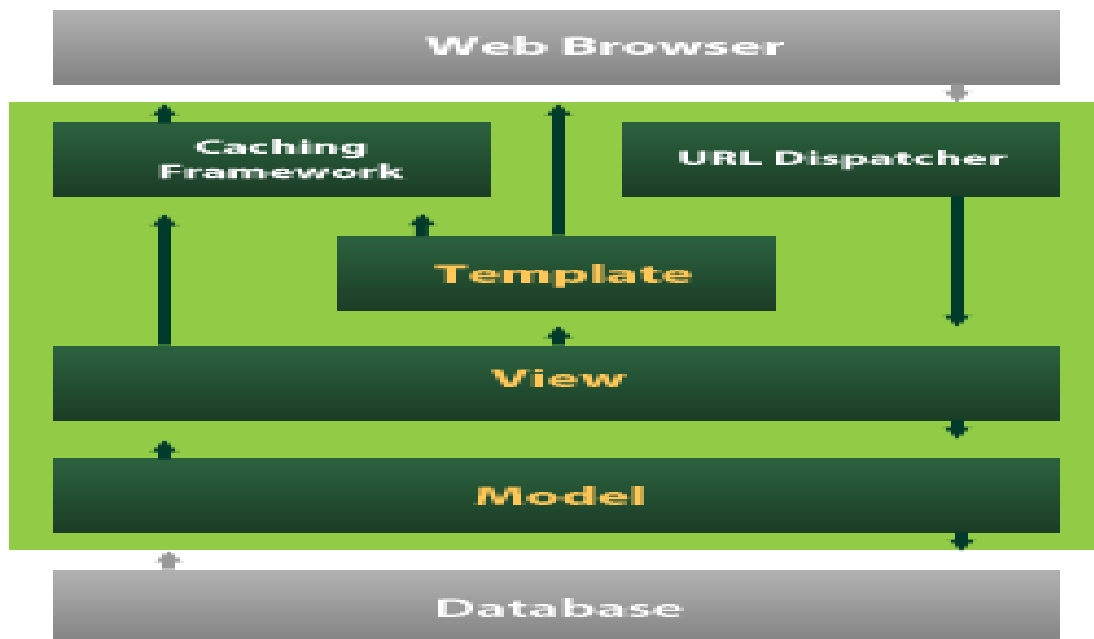 Web Browser
Caching
Framework
URL Dispatcher
Template
View
Model
Database